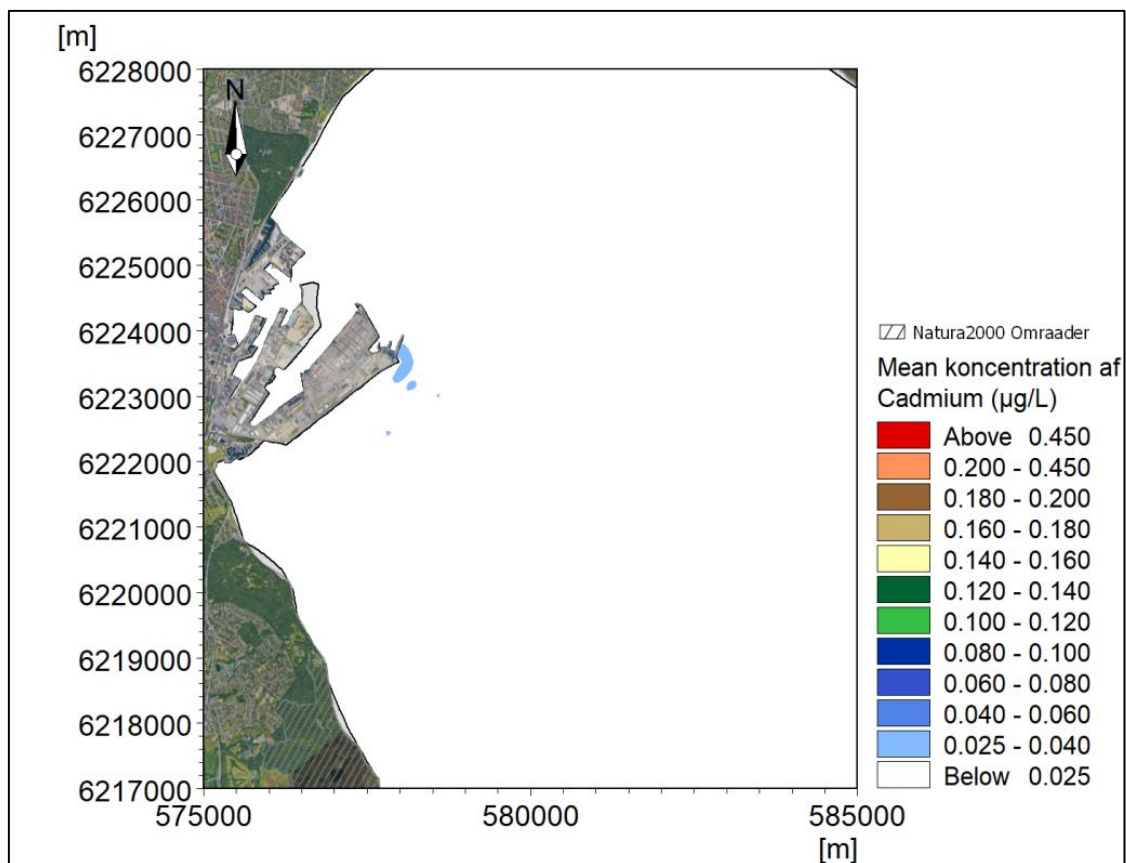 [m]
6228000
6227000
6226000
6225000
6224000
6223000
6222000
6221000
6220000
6219000
6218000
6217000
575000
580000
585000
[m]
N
Natura2000 Omraader
Mean koncentration af
Cadmium (µg/L)
Above 0.450
0.200 - 0.450
0.180 - 0.200
0.160 - 0.180
0.140 - 0.160
0.120 - 0.140
0.100 - 0.120
0.080 - 0.100
0.060 - 0.080
0.040 - 0.060
0.025 - 0.040
Below 0.025